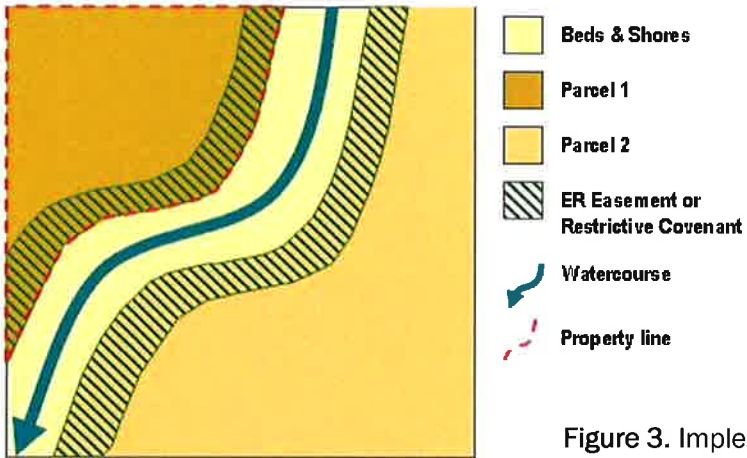 Beds & Shores
Parcel 1
Parcel 2
ER Easement or
Restrictive Covenant
Watercourse
Property line
Figure 3. Imple